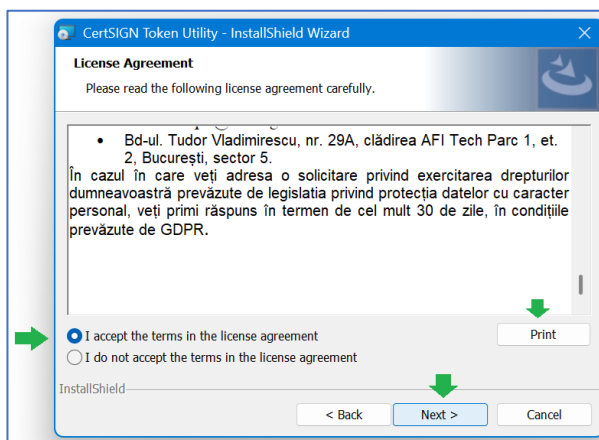 CertSIGN Token Utility - InstallShield Wizard
License Agreement
Please read the following license agreement carefully.
• Bd-ul. Tudor Vladimirescu, nr. 29A, clădirea AFI Tech Parc 1, et.
2, București, sector 5.
În cazul în care veți adresa o solicitare privind exercitarea drepturilor
dumneavoastră prevăzute de legislatia privind protecția datelor cu caracter
personal, veți primi răspuns în termen de cel mult 30 de zile, în condițiile
prevăzute de GDPR.
I accept the terms in the license agreement
Print
I do not accept the terms in the license agreement
InstallShield
< Back
Next >
Cancel